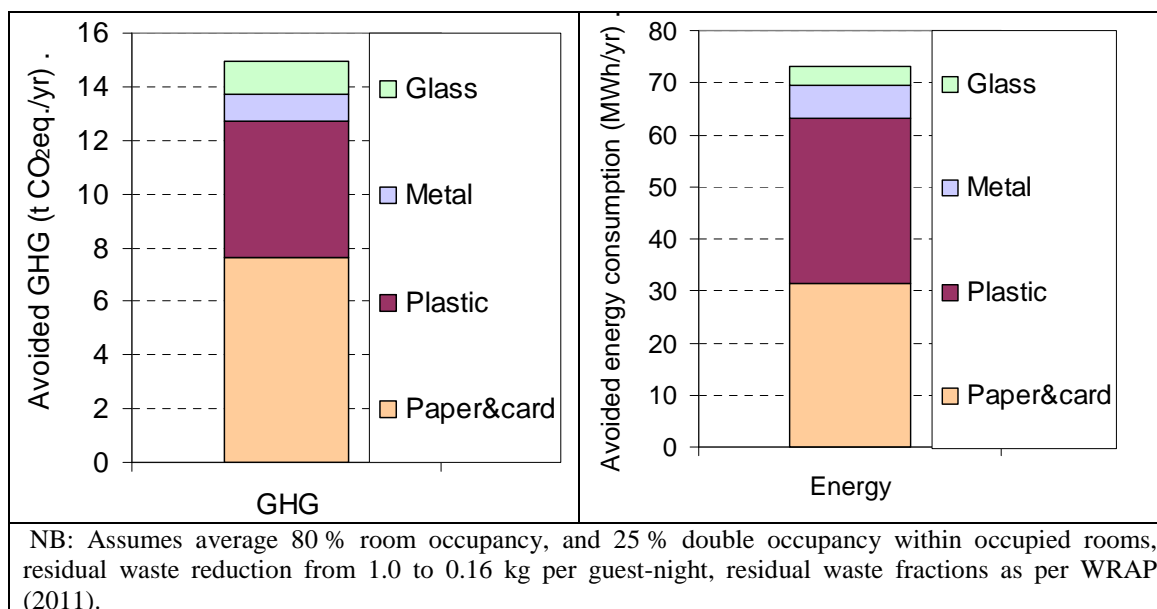 Avoided GHG (t CO₂eq./yr) .
16
14
12
10
8
6
4
2
0
Glass
Metal
Plastic
Paper&card
GHG
Avoided energy consumption (MWh/yr) .
80
70
60
50
40
30
20
10
0
Glass
Metal
Plastic
Paper&card
Energy
NB: Assumes average 80 % room occupancy, and 25 % double occupancy within occupied rooms,
residual waste reduction from 1.0 to 0.16 kg per guest-night, residual waste fractions as per WRAP
(2011).